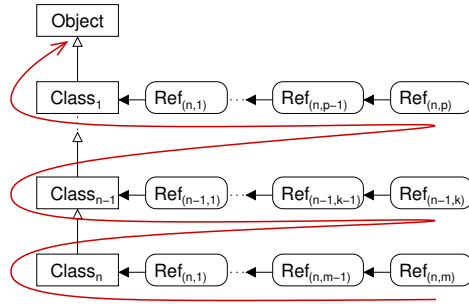 Object
Class₁ Ref₍n,1₎ Ref₍n,p−1₎ Ref₍n,p₎
Classₙ₋₁ Ref₍n−1,1₎ Ref₍n−1,k−1₎ Ref₍n−1,k₎
Classₙ Ref₍n,1₎ Ref₍n,m−1₎ Ref₍n,m₎